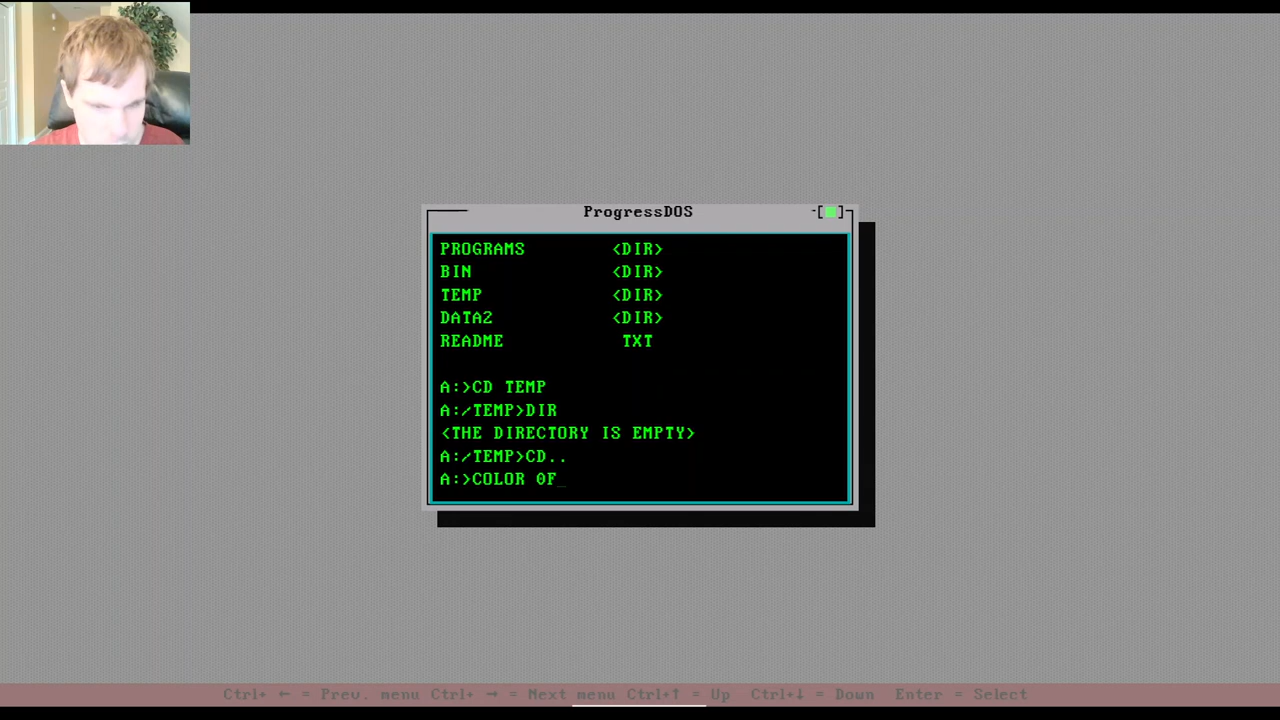 ProgressDOS
PROGRAMS <DIR>
BIN <DIR>
TEMP <DIR>
DATA2 <DIR>
README TXT
A:>CD TEMP
A:/TEMP>DIR
<THE DIRECTORY IS EMPTY>
A:/TEMP>CD..
A:>COLOR 0F_
Ctrl+ ← = Prev. menu Ctrl+ → = Next menu Ctrl+↑ = Up Ctrl+↓ = Down Enter = Select